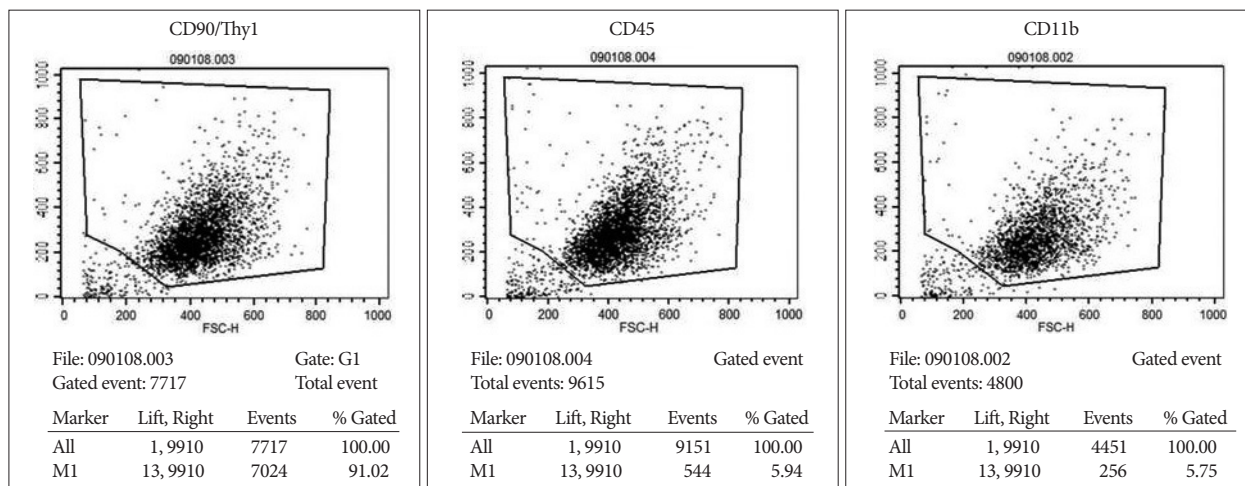 CD90/Thy1
090108.003
1000
800
600
400
200
0
0 200 400 600 800 1000
FSC-H
File: 090108.003 Gate: G1
Gated event: 7717 Total event
Marker Lift, Right Events % Gated
All 1, 9910 7717 100.00
M1 13, 9910 7024 91.02
CD45
090108.004
1000
800
600
400
200
0
0 200 400 600 800 1000
FSC-H
File: 090108.004 Gated event
Total events: 9615
Marker Lift, Right Events % Gated
All 1, 9910 9151 100.00
M1 13, 9910 544 5.94
CD11b
090108.002
1000
800
600
400
200
0
0 200 400 600 800 1000
FSC-H
File: 090108.002 Gated event
Total events: 4800
Marker Lift, Right Events % Gated
All 1, 9910 4451 100.00
M1 13, 9910 256 5.75